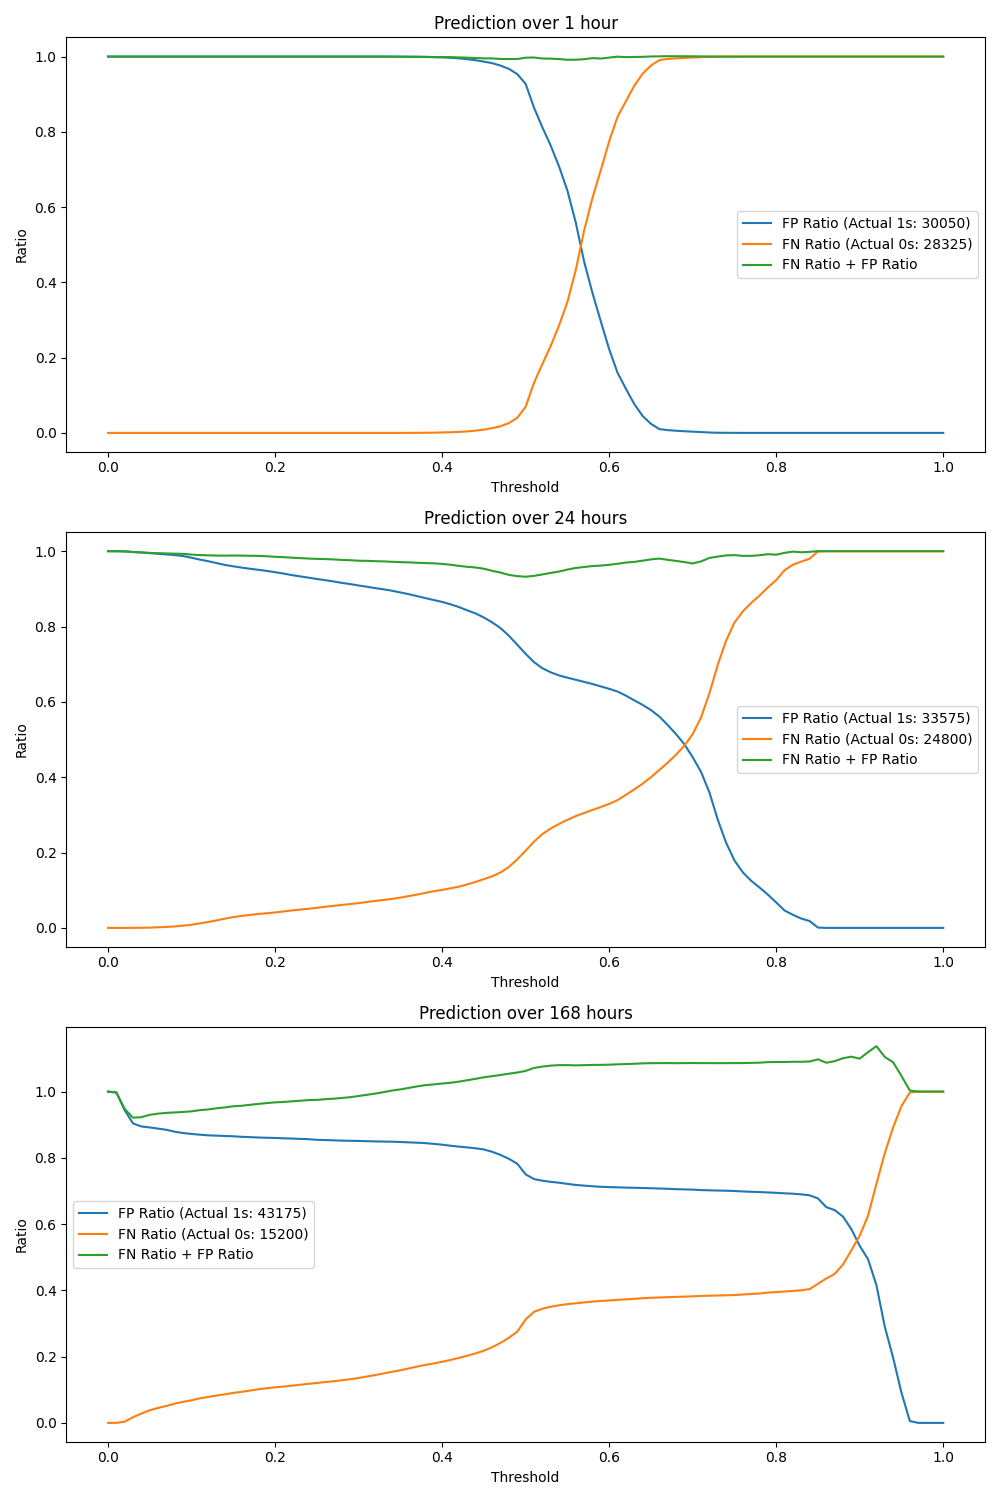 Prediction over 1 hour
1.0
0.8
0.6
0.4
0.2
0.0
Ratio
FP Ratio (Actual 1s: 30050)
FN Ratio (Actual 0s: 28325)
FN Ratio + FP Ratio
0.0 0.2 0.4 0.6 0.8 1.0
Threshold
Prediction over 24 hours
1.0
0.8
0.6
0.4
0.2
0.0
Ratio
FP Ratio (Actual 1s: 33575)
FN Ratio (Actual 0s: 24800)
FN Ratio + FP Ratio
0.0 0.2 0.4 0.6 0.8 1.0
Threshold
Prediction over 168 hours
1.0
0.8
0.6
0.4
0.2
0.0
Ratio
FP Ratio (Actual 1s: 43175)
FN Ratio (Actual 0s: 15200)
FN Ratio + FP Ratio
0.0 0.2 0.4 0.6 0.8 1.0
Threshold